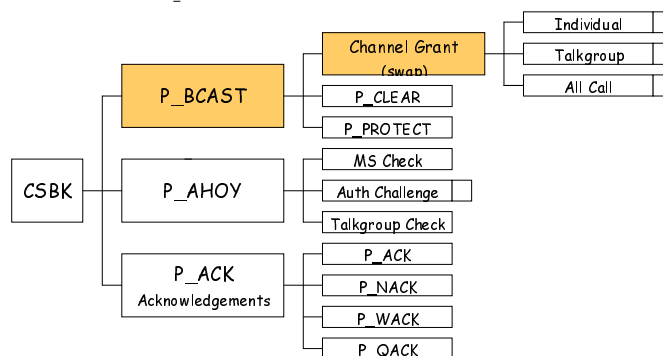 Channel Grant
(swap)
Individual
Talkgroup
All Call
P_BCAST
P_CLEAR
P_PROTECT
CSBK
P_AHOY
MS Check
Auth Challenge
Talkgroup Check
P_ACK
Acknowledgements
P_ACK
P_NACK
P_WACK
P_QACK